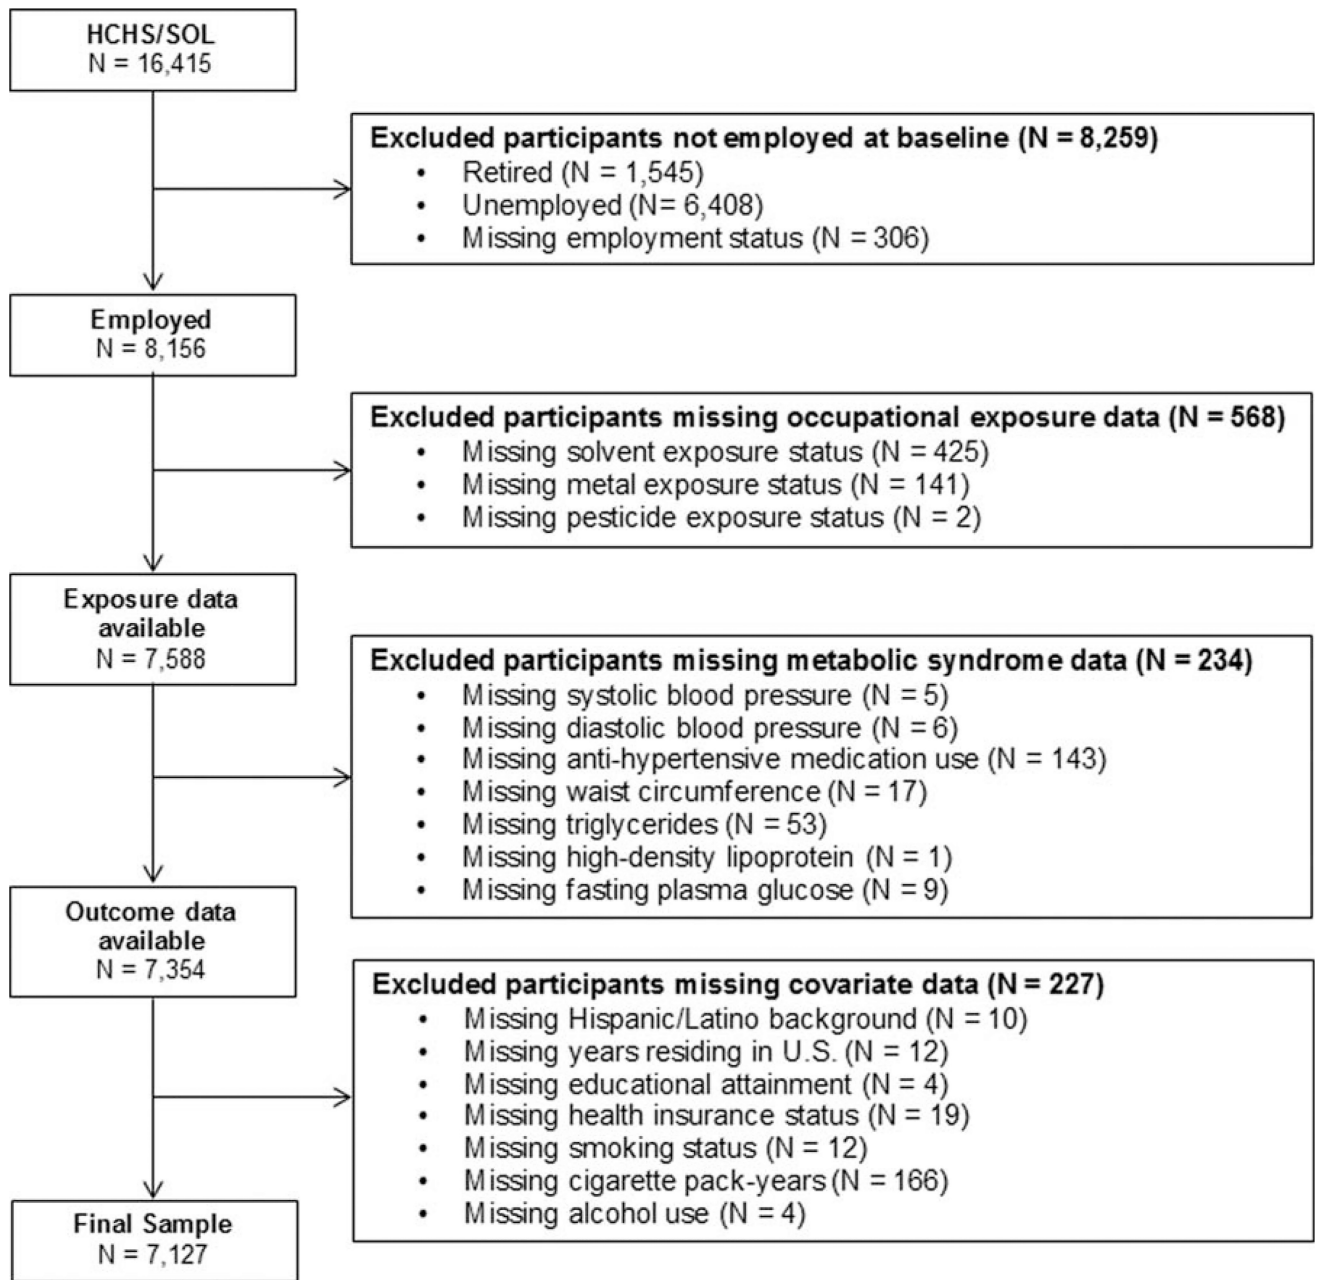 HCHS/SOL
N = 16,415
Excluded participants not employed at baseline (N = 8,259)
• Retired (N = 1,545)
• Unemployed (N= 6,408)
• Missing employment status (N = 306)
Employed
N = 8,156
Excluded participants missing occupational exposure data (N = 568)
• Missing solvent exposure status (N = 425)
• Missing metal exposure status (N = 141)
• Missing pesticide exposure status (N = 2)
Exposure data
available
N = 7,588
Excluded participants missing metabolic syndrome data (N = 234)
• Missing systolic blood pressure (N = 5)
• Missing diastolic blood pressure (N = 6)
• Missing anti-hypertensive medication use (N = 143)
• Missing waist circumference (N = 17)
• Missing triglycerides (N = 53)
• Missing high-density lipoprotein (N = 1)
• Missing fasting plasma glucose (N = 9)
Outcome data
available
N = 7,354
Excluded participants missing covariate data (N = 227)
• Missing Hispanic/Latino background (N = 10)
• Missing years residing in U.S. (N = 12)
• Missing educational attainment (N = 4)
• Missing health insurance status (N = 19)
• Missing smoking status (N = 12)
• Missing cigarette pack-years (N = 166)
• Missing alcohol use (N = 4)
Final Sample
N = 7,127